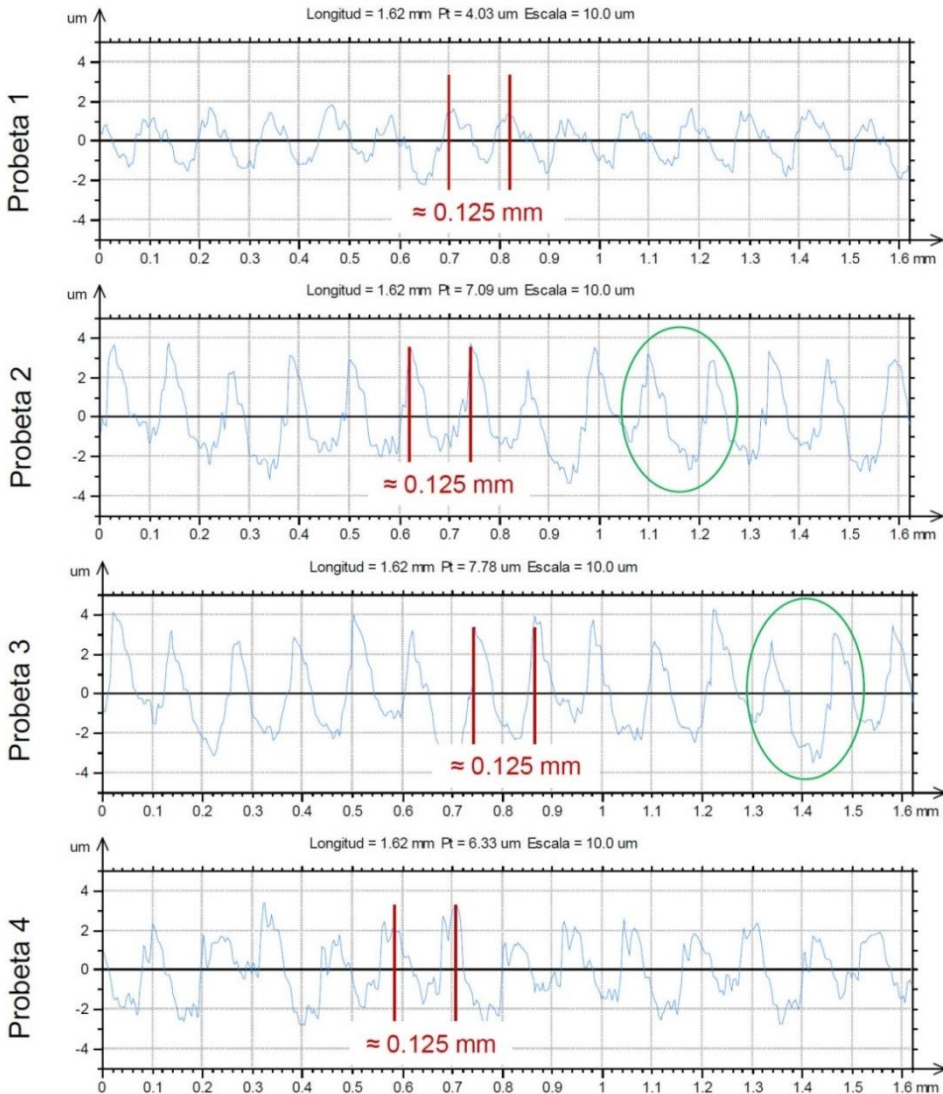 Longitud = 1.62 mm Pt = 4.03 um Escala = 10.0 um
um
4
2
0
-2
-4
Probeta 1
≈ 0.125 mm
0 0.1 0.2 0.3 0.4 0.5 0.6 0.7 0.8 0.9 1 1.1 1.2 1.3 1.4 1.5 1.6 mm
Longitud = 1.62 mm Pt = 7.09 um Escala = 10.0 um
um
4
2
0
-2
-4
Probeta 2
≈ 0.125 mm
0 0.1 0.2 0.3 0.4 0.5 0.6 0.7 0.8 0.9 1 1.1 1.2 1.3 1.4 1.5 1.6 mm
Longitud = 1.62 mm Pt = 7.78 um Escala = 10.0 um
um
4
2
0
-2
-4
Probeta 3
≈ 0.125 mm
0 0.1 0.2 0.3 0.4 0.5 0.6 0.7 0.8 0.9 1 1.1 1.2 1.3 1.4 1.5 1.6 mm
Longitud = 1.62 mm Pt = 6.33 um Escala = 10.0 um
um
4
2
0
-2
-4
Probeta 4
≈ 0.125 mm
0 0.1 0.2 0.3 0.4 0.5 0.6 0.7 0.8 0.9 1 1.1 1.2 1.3 1.4 1.5 1.6 mm